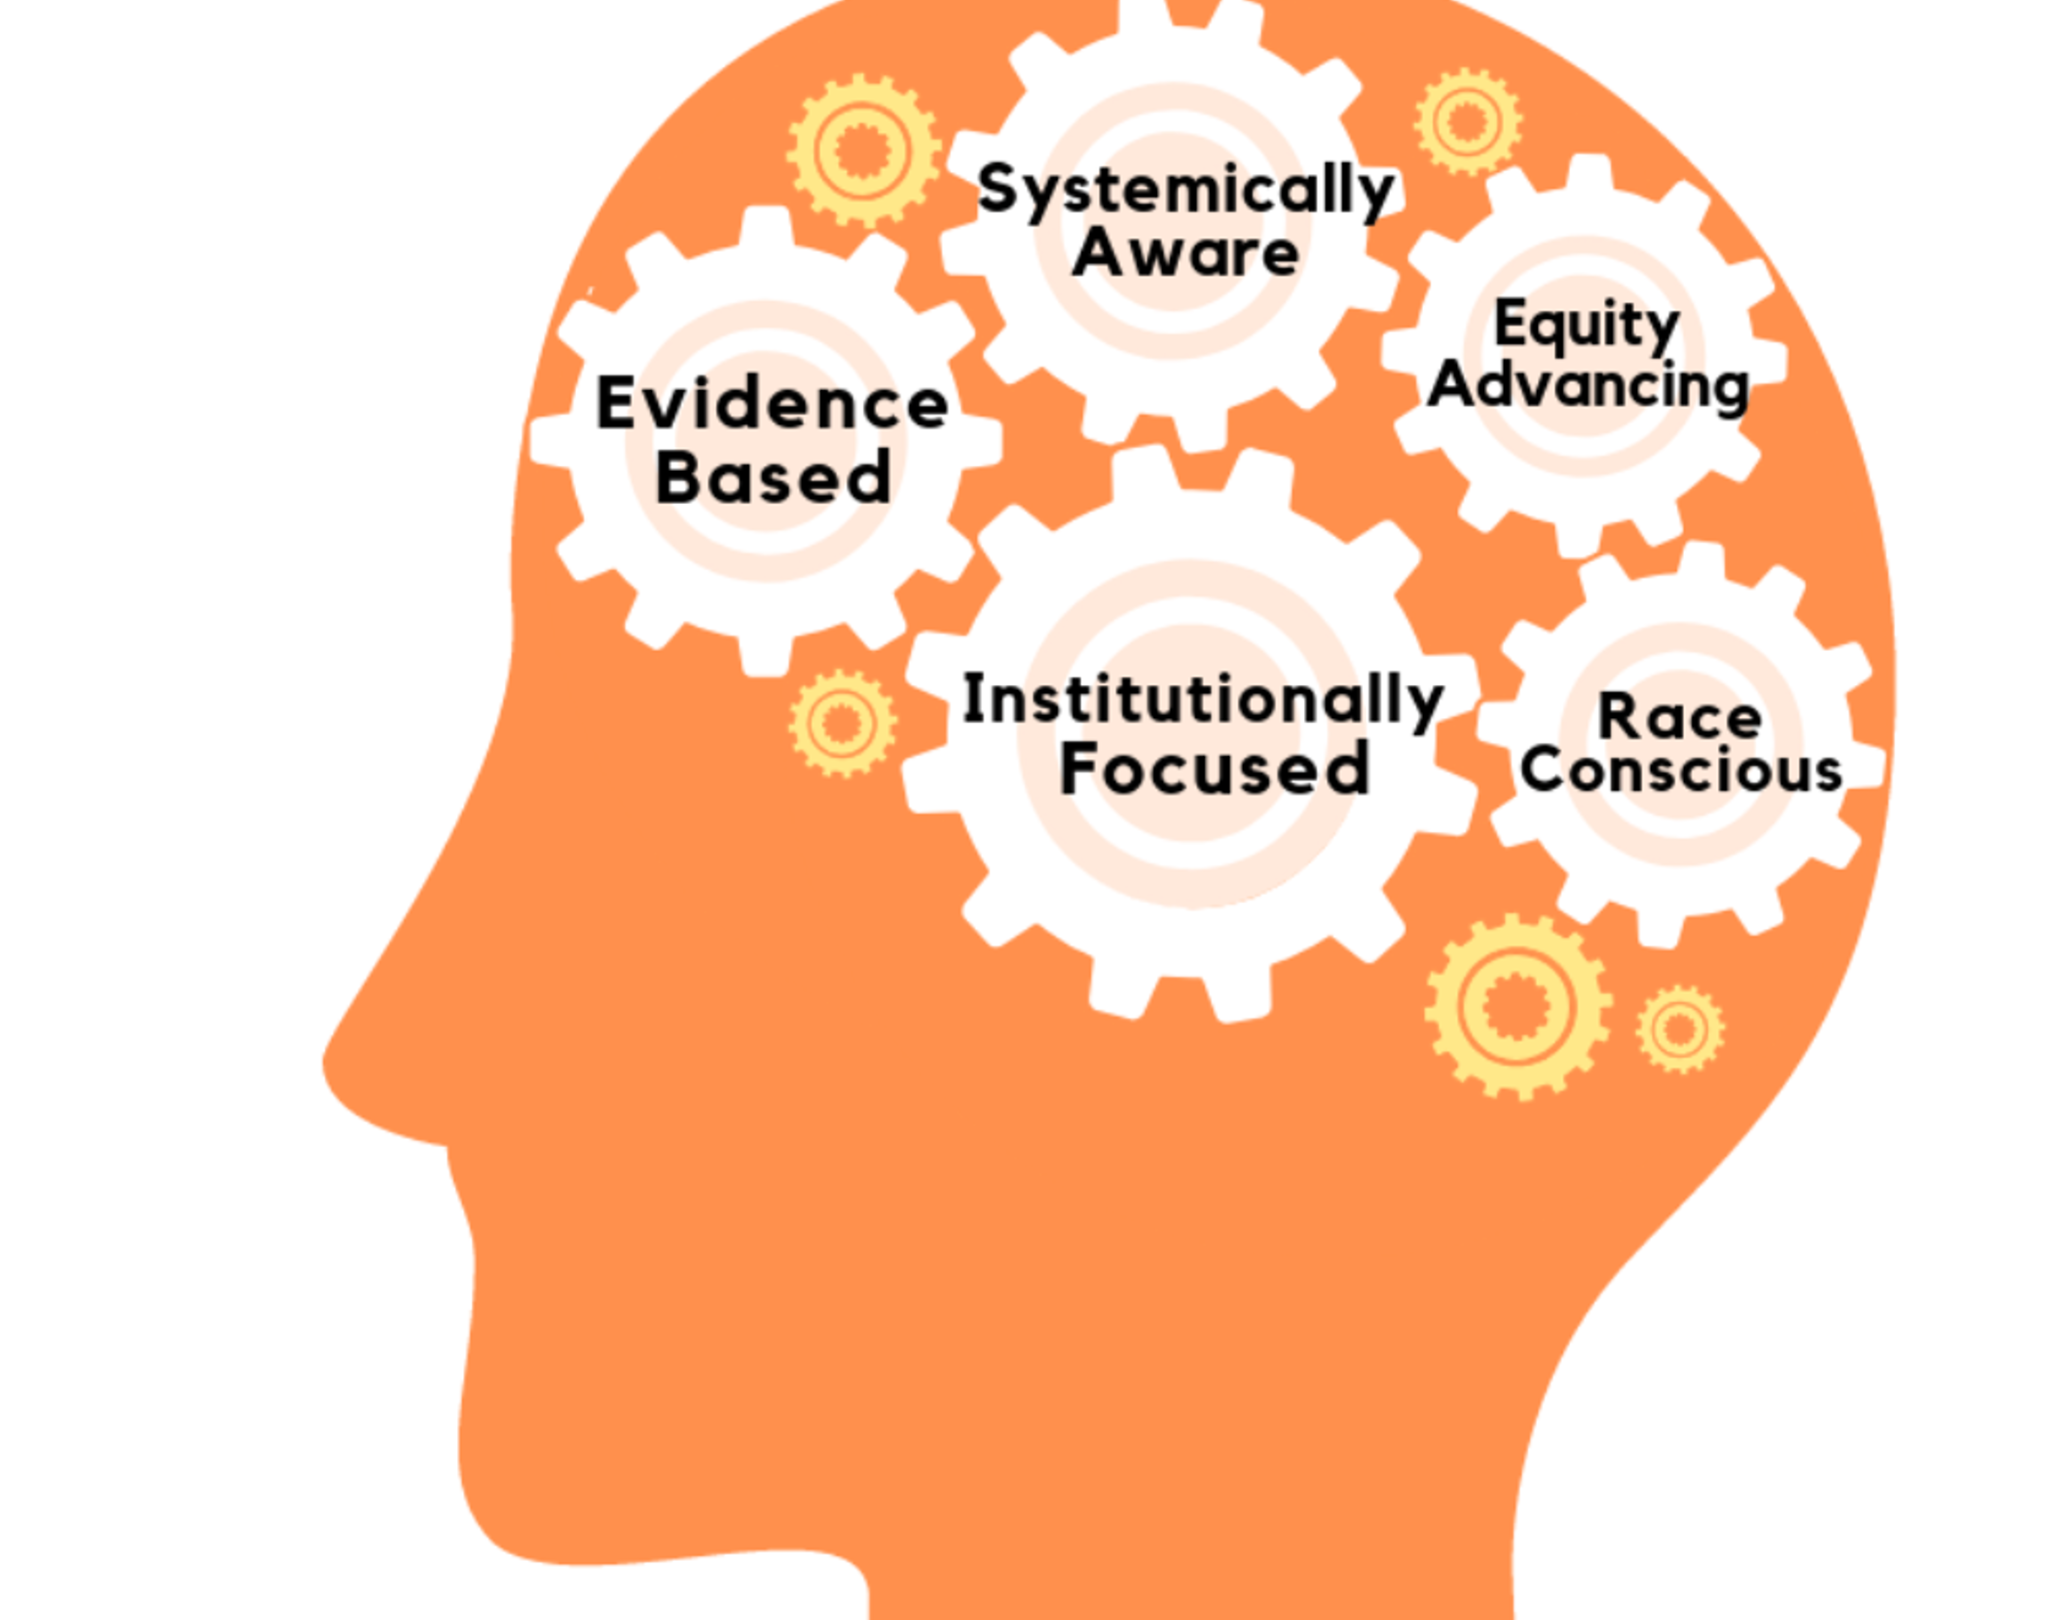 Systemically
Aware
Equity
Advancing
Evidence
Based
Institutionally
Focused
Race
Conscious